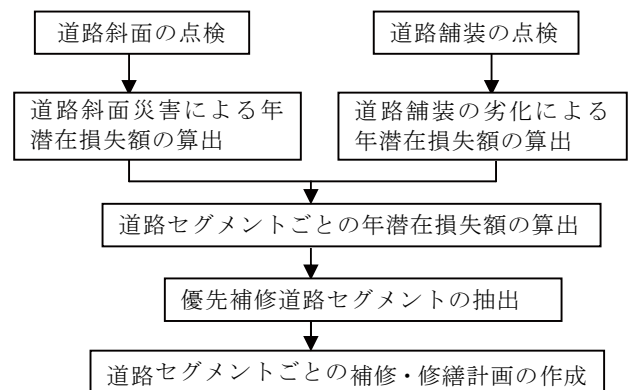 道路斜面の点検
道路舗装の点検
道路斜面災害による年
潜在損失額の算出
道路舗装の劣化による
年潜在損失額の算出
道路セグメントごとの年潜在損失額の算出
優先補修道路セグメントの抽出
道路セグメントごとの補修・修繕計画の作成